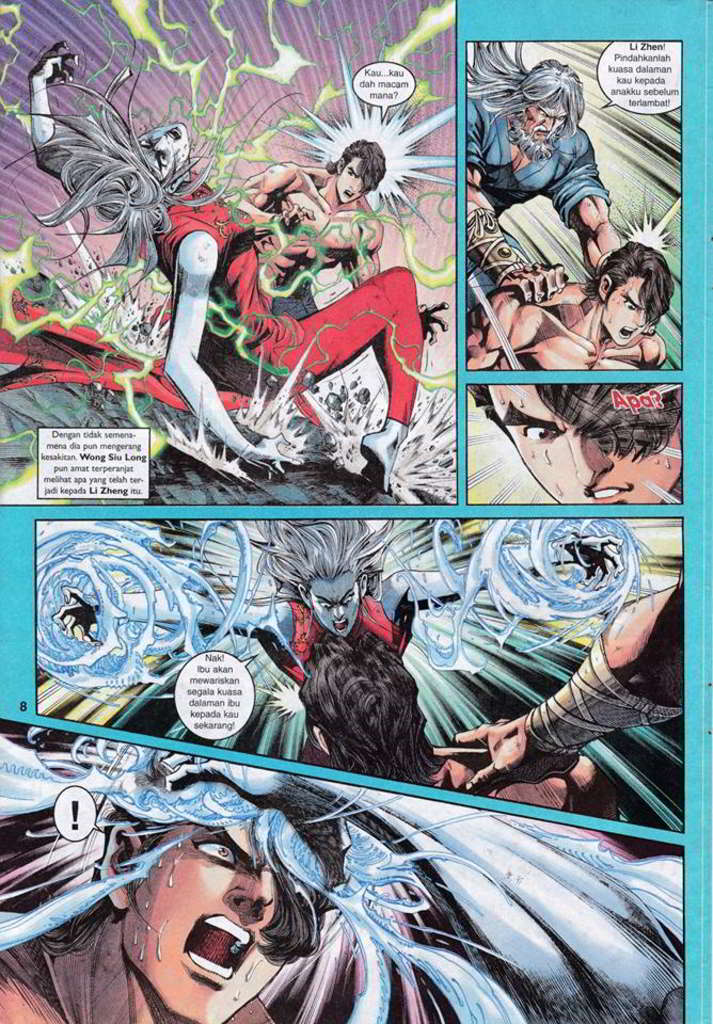 Kau...kau
dah macam
mana?
Li Zhen!
Pindahkanlah
kuasa dalaman
kepada
anakku sebelum
terlambat!
Dengan tidak semena-
mena dia pun mengerang
kesakitan. Wong Siu Long
pun amat terperanjat
melihat apa yang telah ter-
jadi kepada Li Zheng itu.
Apa?
Nak!
Ibu akan
mewariskan
segala kuasa
dalaman ibu
kepada kau
sekarang!
8
!